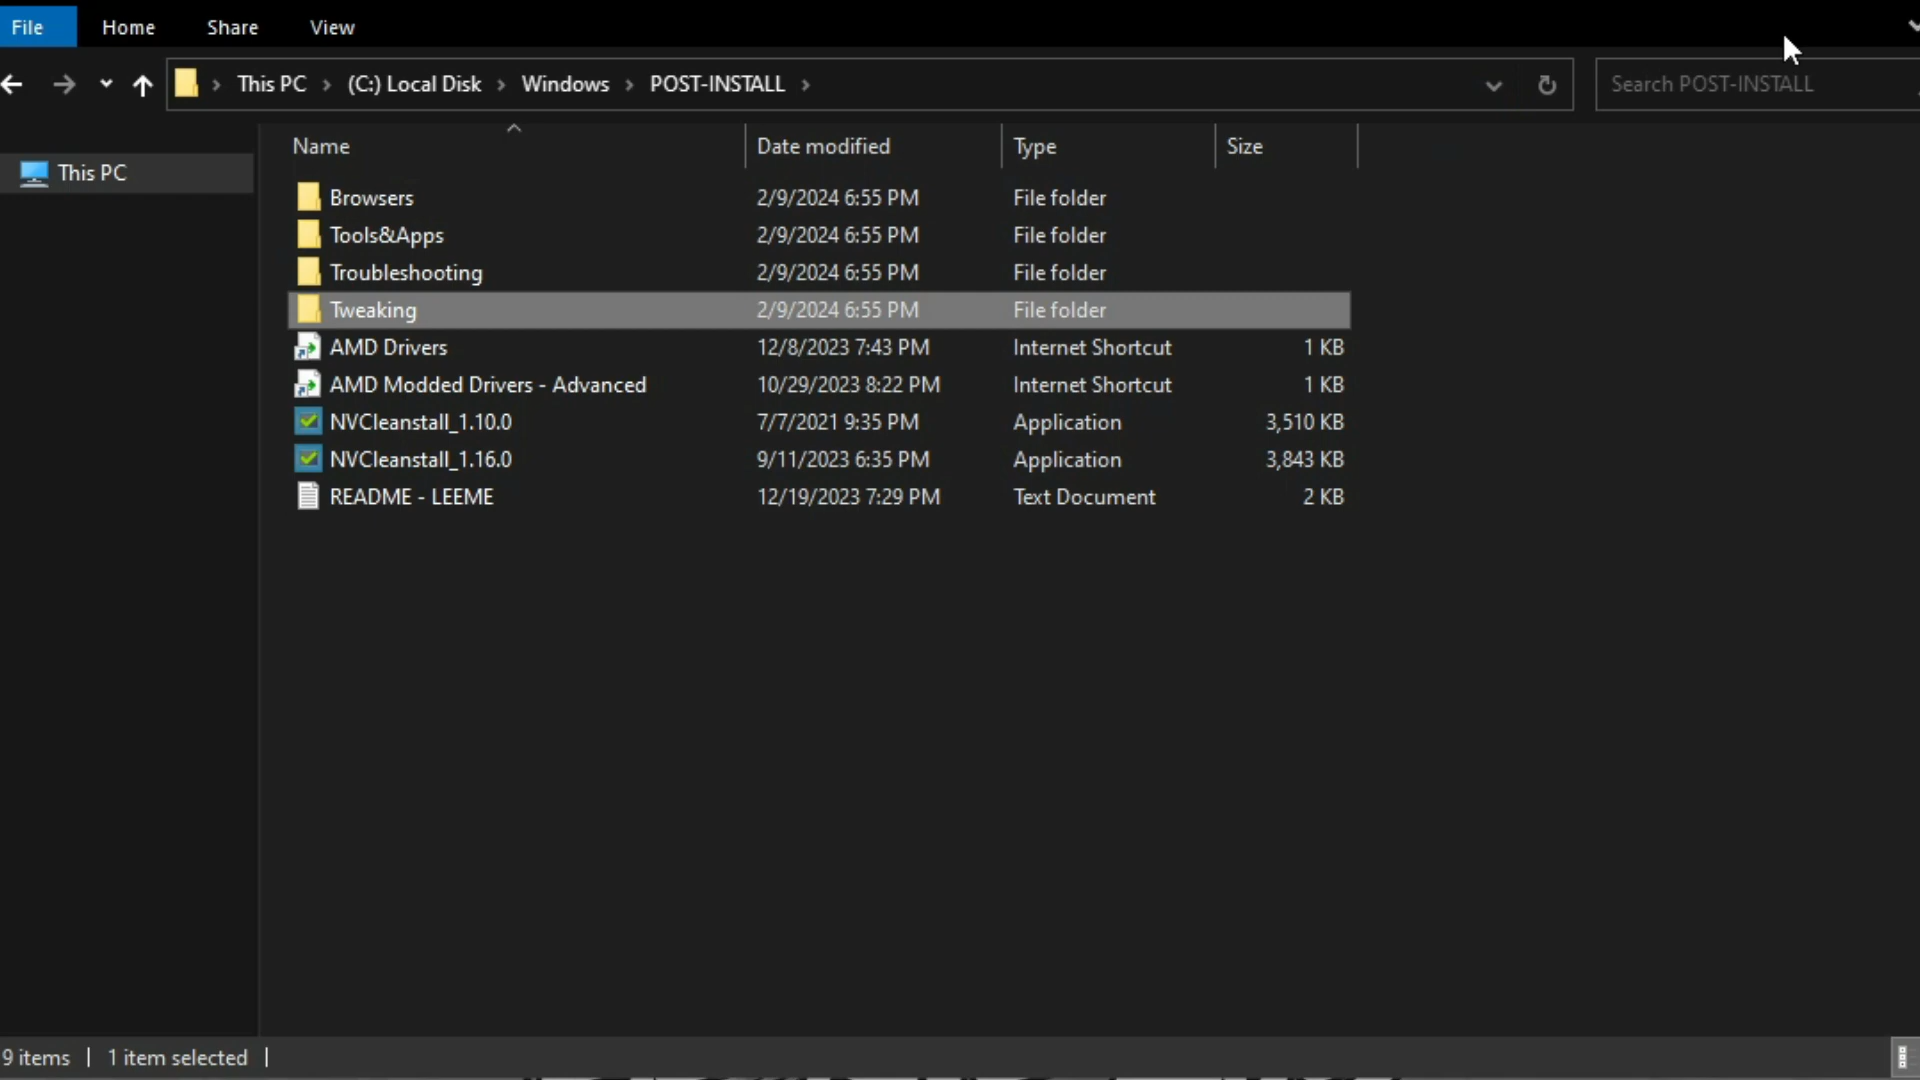 File Home Share View
This PC > (C:) Local Disk > Windows > POST-INSTALL > Search POST-INSTALL
This PC
Name Date modified Type Size
Browsers 2/9/2024 6:55 PM File folder
Tools&Apps 2/9/2024 6:55 PM File folder
Troubleshooting 2/9/2024 6:55 PM File folder
Tweaking 2/9/2024 6:55 PM File folder
AMD Drivers 12/8/2023 7:43 PM Internet Shortcut 1 KB
AMD Modded Drivers - Advanced 10/29/2023 8:22 PM Internet Shortcut 1 KB
NVCleanstall_1.10.0 7/7/2021 9:35 PM Application 3,510 KB
NVCleanstall_1.16.0 9/11/2023 6:35 PM Application 3,843 KB
README - LEEME 12/19/2023 7:29 PM Text Document 2 KB
9 items | 1 item selected |